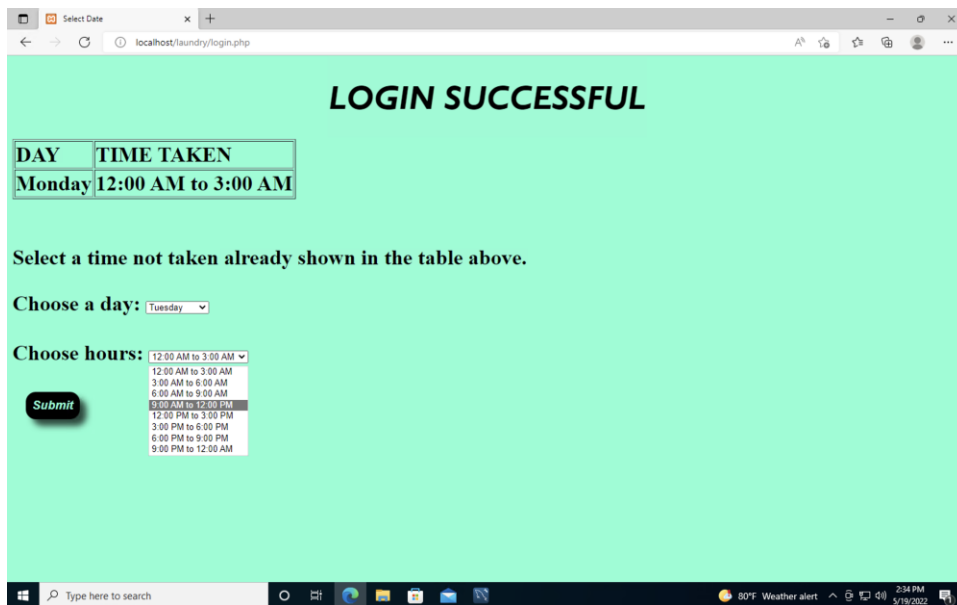 Select Date
localhost/laundry/login.php
LOGIN SUCCESSFUL
DAY TIME TAKEN
Monday 12:00 AM to 3:00 AM
Select a time not taken already shown in the table above.
Choose a day: Tuesday
Choose hours: 12:00 AM to 3:00 AM
12:00 AM to 3:00 AM
3:00 AM to 6:00 AM
6:00 AM to 9:00 AM
9:00 AM to 12:00 PM
12:00 PM to 3:00 PM
3:00 PM to 6:00 PM
6:00 PM to 9:00 PM
9:00 PM to 12:00 AM
Submit
Type here to search
80°F Weather alert
2:34 PM
5/19/2022